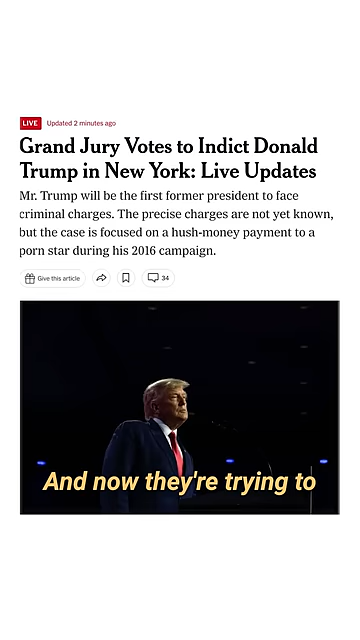 LIVE Updated 2 minutes ago
Grand Jury Votes to Indict Donald
Trump in New York: Live Updates
Mr. Trump will be the first former president to face
criminal charges. The precise charges are not yet known,
but the case is focused on a hush-money payment to a
porn star during his 2016 campaign.
Give this article 34
And now they're trying to